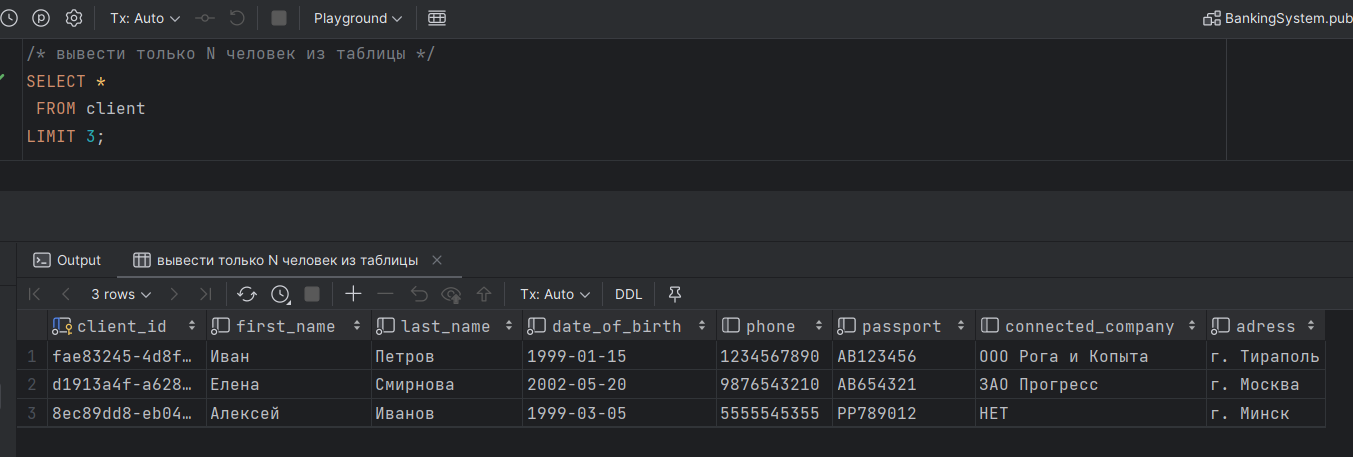 Tx: Auto Playground BankingSystem.pub
/* вывести только N человек из таблицы */
SELECT *
FROM client
LIMIT 3;
Output вывести только N человек из таблицы
3 rows Tx: Auto DDL
client_id first_name last_name date_of_birth phone passport connected_company adress
1 fae83245-4d8f… Иван Петров 1999-01-15 1234567890 AB123456 ООО Рога и Копыта г. Тираполь
2 d1913a4f-a628… Елена Смирнова 2002-05-20 9876543210 AB654321 ЗАО Прогресс г. Москва
3 8ec89dd8-eb04… Алексей Иванов 1999-03-05 5555545355 PP789012 НЕТ г. Минск